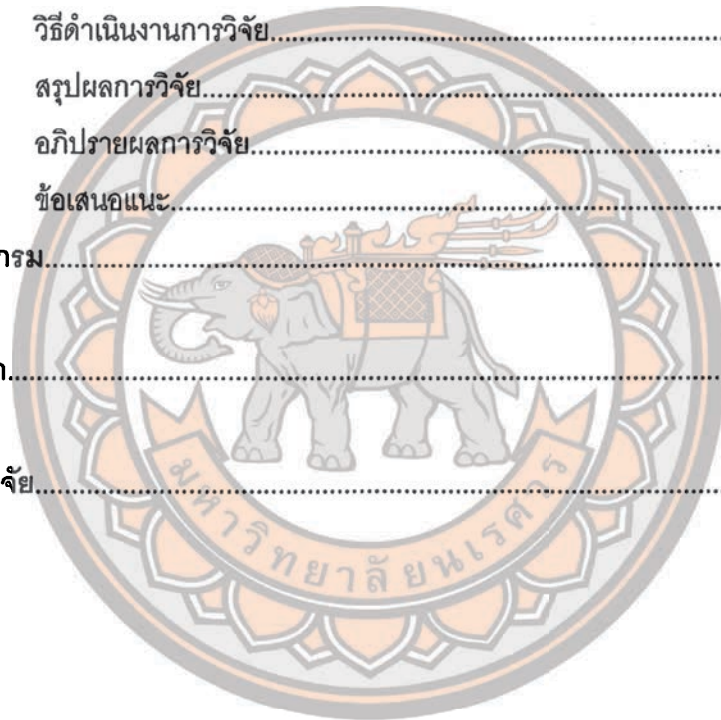 วิธีดำเนินงานการวิจัย
สรุปผลการวิจัย
อภิปรายผลการวิจัย
ข้อเสนอแนะ
กรม
มหาวิทยาลัยนเรศวร